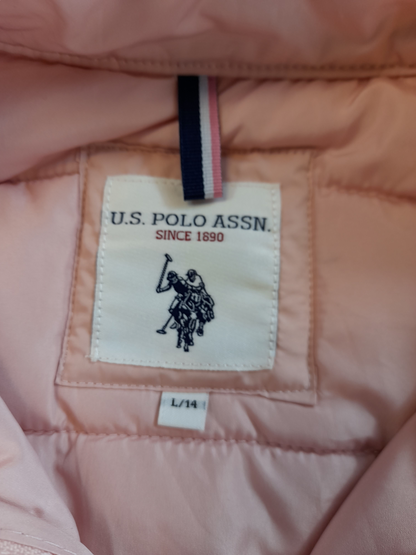 U.S. POLO ASSN.
SINCE 1890
L/14